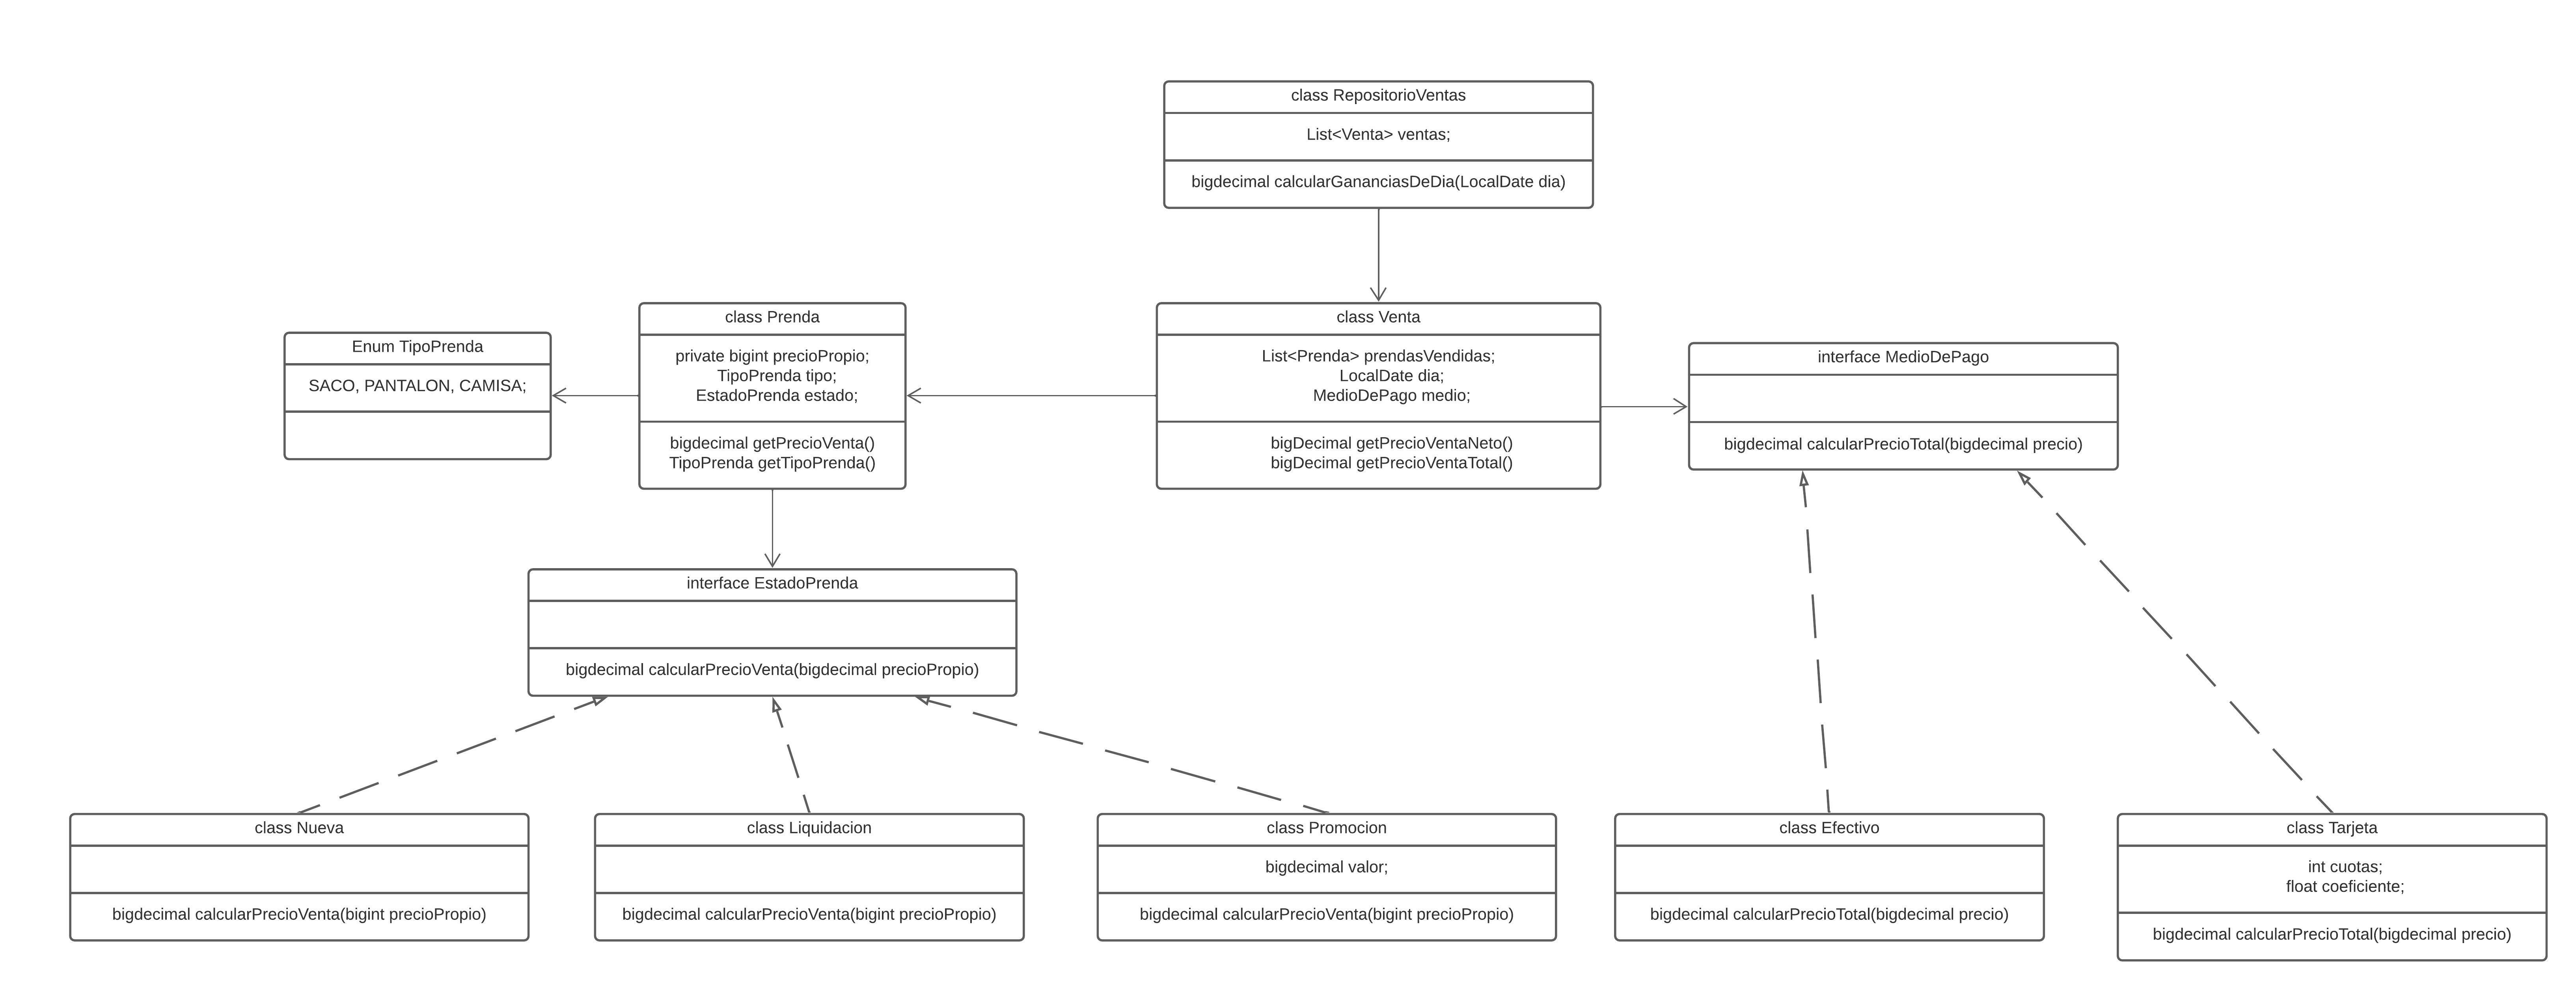 class RepositorioVentas
List<Venta> ventas;
bigdecimal calcularGananciasDeDia(LocalDate dia)
Enum TipoPrenda
SACO, PANTALON, CAMISA;
class Prenda
private bigint precioPropio;
TipoPrenda tipo;
EstadoPrenda estado;
bigdecimal getPrecioVenta()
TipoPrenda getTipoPrenda()
class Venta
List<Prenda> prendasVendidas;
LocalDate dia;
MedioDePago medio;
bigDecimal getPrecioVentaNeto()
bigDecimal getPrecioVentaTotal()
interface MedioDePago
bigdecimal calcularPrecioTotal(bigdecimal precio)
interface EstadoPrenda
bigdecimal calcularPrecioVenta(bigdecimal precioPropio)
class Nueva
bigdecimal calcularPrecioVenta(bigint precioPropio)
class Liquidacion
bigdecimal calcularPrecioVenta(bigint precioPropio)
class Promocion
bigdecimal valor;
bigdecimal calcularPrecioVenta(bigint precioPropio)
class Efectivo
bigdecimal calcularPrecioTotal(bigdecimal precio)
class Tarjeta
int cuotas;
float coeficiente;
bigdecimal calcularPrecioTotal(bigdecimal precio)